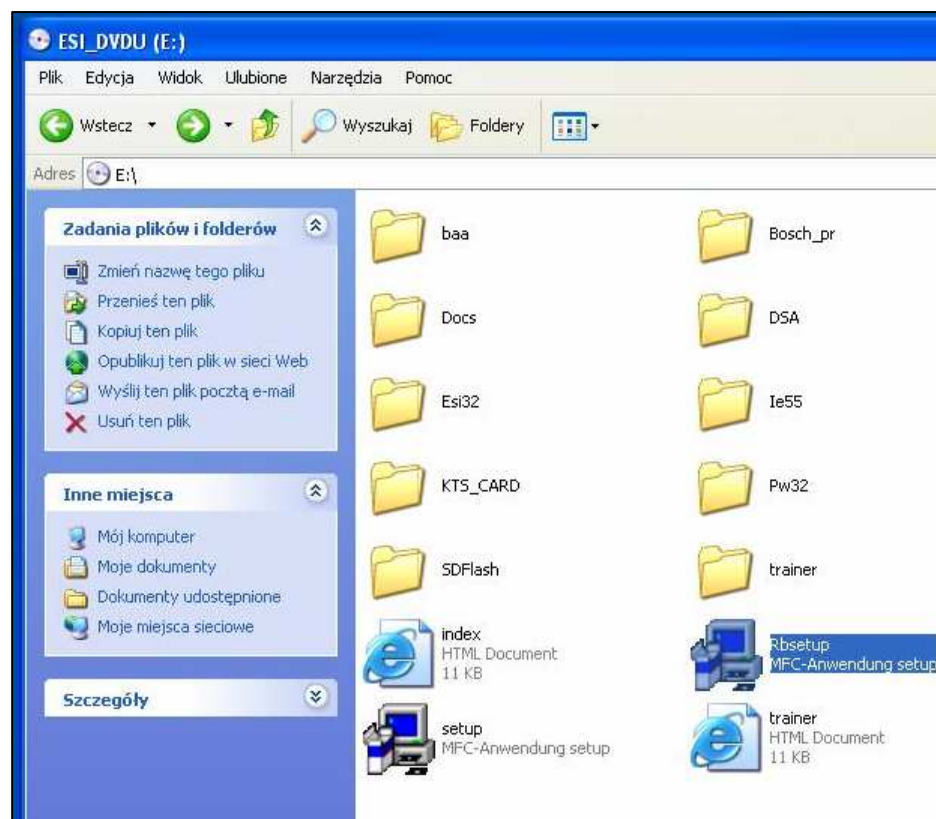 ESI_DVDU (E:)
Plik Edycja Widok Ulubione Narzędzia Pomoc
Wstecz Wyszukaj Foldery
Adres E:\
Zadania plików i folderów
Zmień nazwę tego pliku
Przenieś ten plik
Kopiuj ten plik
Opublikuj ten plik w sieci Web
Wyślij ten plik pocztą e-mail
Usuń ten plik
Inne miejsca
Mój komputer
Moje dokumenty
Dokumenty udostępnione
Moje miejsca sieciowe
Szczegóły
baa
Bosch_pr
Docs
DSA
Esi32
Ie55
KTS_CARD
Pw32
SDFlash
trainer
index
HTML Document
11 KB
Rbsetup
MFC-Anwendung setup
setup
MFC-Anwendung setup
trainer
HTML Document
11 KB